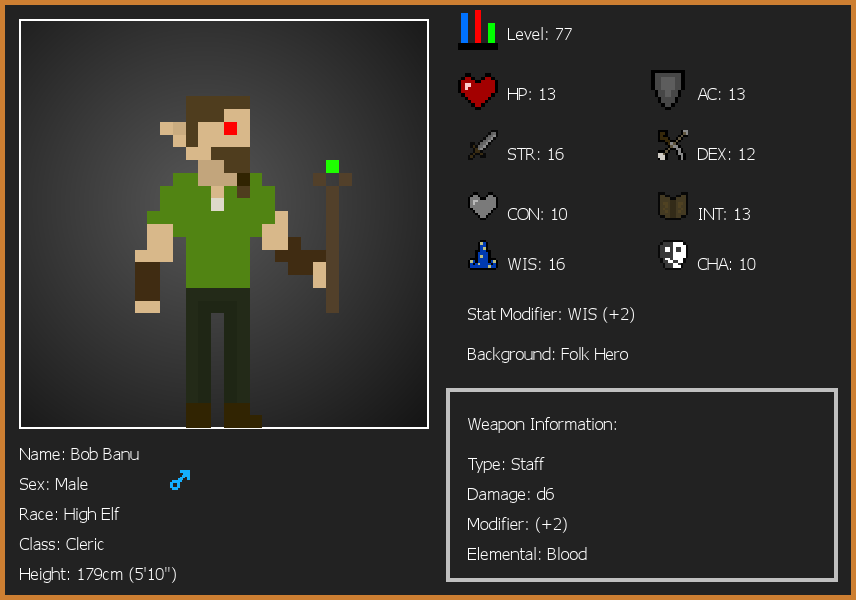 Level: 77
HP: 13
AC: 13
STR: 16
DEX: 12
CON: 10
INT: 13
WIS: 16
CHA: 10
Stat Modifier: WIS (+2)
Background: Folk Hero
Weapon Information:
Type: Staff
Damage: d6
Modifier: (+2)
Elemental: Blood
Name: Bob Banu
Sex: Male
Race: High Elf
Class: Cleric
Height: 179cm (5'10")